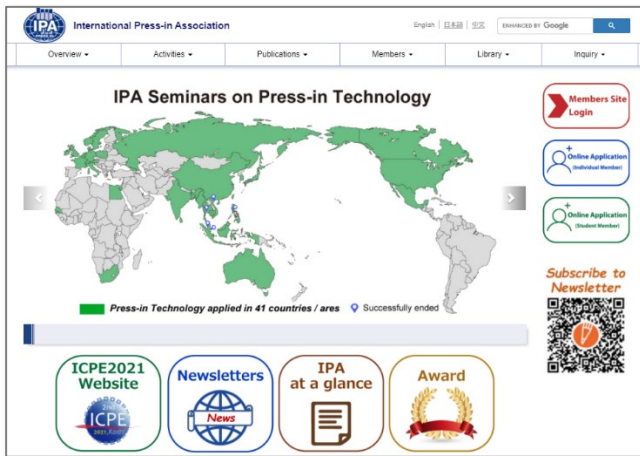 IPA
International Press-in Association
English | 日本語 | 中文
ENHANCED BY Google
Overview
Activities
Publications
Members
Library
Inquiry
IPA Seminars on Press-in Technology
Press-in Technology applied in 41 countries / ares
Successfully ended
Members Site
Login
Online Application
(Individual Member)
Online Application
(Student Member)
Subscribe to
Newsletter
ICPE2021
Website
ICPE
Newsletters
News
IPA
at a glance
Award